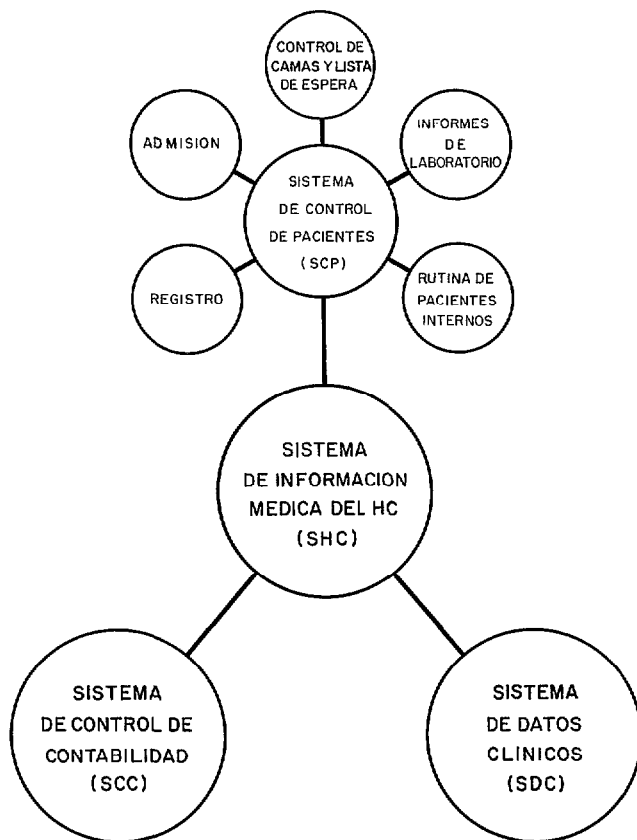 CONTROL DE
CAMAS Y LISTA
DE ESPERA
ADMISION
INFORMES
DE
LABORATORIO
SISTEMA
DE CONTROL
DE PACIENTES
(SCP)
REGISTRO
RUTINA DE
PACIENTES
INTERNOS
SISTEMA
DE INFORMACION
MEDICA DEL HC
(SHC)
SISTEMA
DE CONTROL DE
CONTABILIDAD
(SCC)
SISTEMA
DE DATOS
CLINICOS
(SDC)